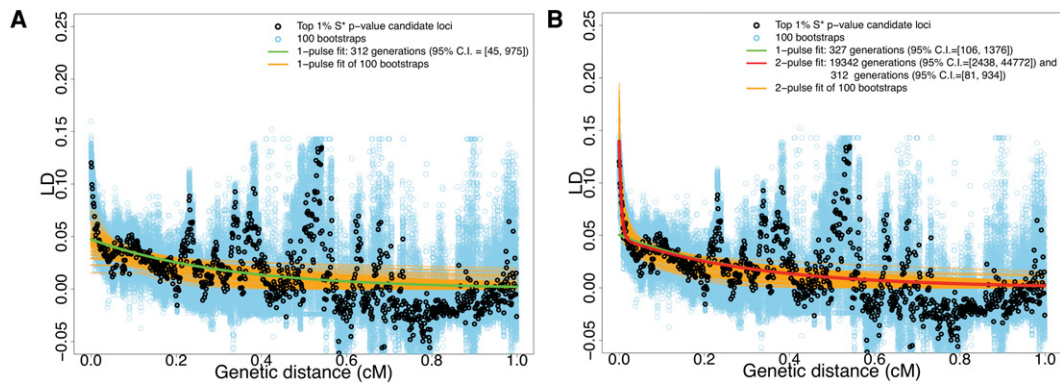 A
Top 1% S* p-value candidate loci
100 bootstraps
1-pulse fit: 312 generations (95% C.I. = [45, 975])
1-pulse fit of 100 bootstraps
0.25
0.20
0.15
0.10
0.05
0.00
−0.05
LD
0.0 0.2 0.4 0.6 0.8 1.0
Genetic distance (cM)
B
Top 1% S* p-value candidate loci
100 bootstraps
1-pulse fit: 327 generations (95% C.I.=[106, 1376])
2-pulse fit: 19342 generations (95% C.I.=[2438, 44772]) and
312 generations (95% C.I.=[81, 934])
2-pulse fit of 100 bootstraps
0.25
0.20
0.15
0.10
0.05
0.00
−0.05
LD
0.0 0.2 0.4 0.6 0.8 1.0
Genetic distance (cM)